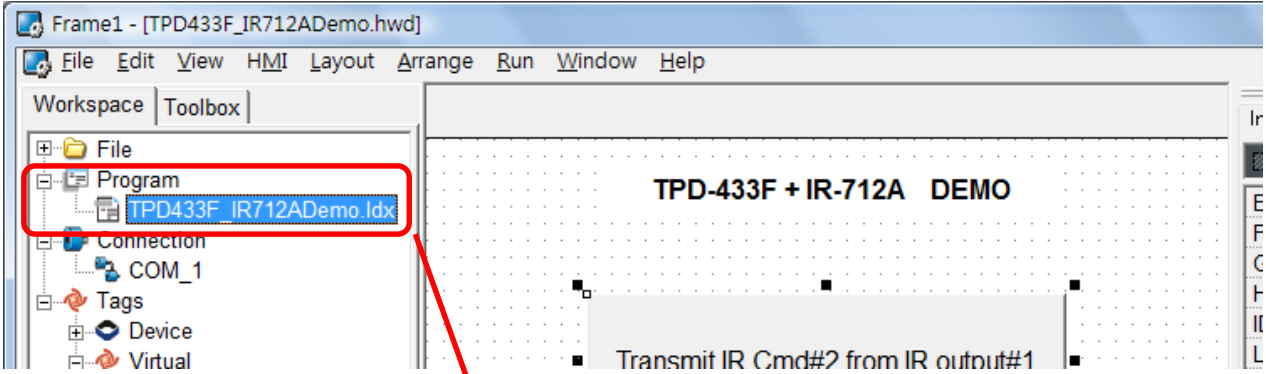 Frame1 - [TPD433F_IR712ADemo.hwd]
File Edit View HMI Layout Arrange Run Window Help
Workspace Toolbox
File
Program
TPD433F_IR712ADemo.ldx
Connection
COM_1
Tags
Device
Virtual
TPD-433F + IR-712A DEMO
Transmit IR Cmd#2 from IR output#1